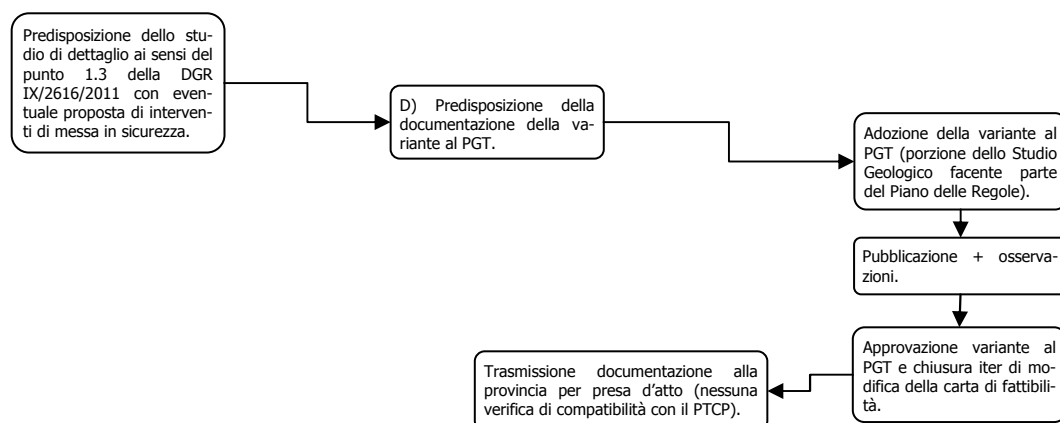 Predisposizione dello stu-
dio di dettaglio ai sensi del
punto 1.3 della DGR
IX/2616/2011 con even-
tuale proposta di interven-
ti di messa in sicurezza.
D) Predisposizione della
documentazione della va-
riante al PGT.
Adozione della variante al
PGT (porzione dello Studio
Geologico facente parte
del Piano delle Regole).
Pubblicazione + osserva-
zioni.
Approvazione variante al
PGT e chiusura iter di mo-
difica della carta di fattibili-
tà.
Trasmissione documentazione alla
provincia per presa d'atto (nessuna
verifica di compatibilità con il PTCP).